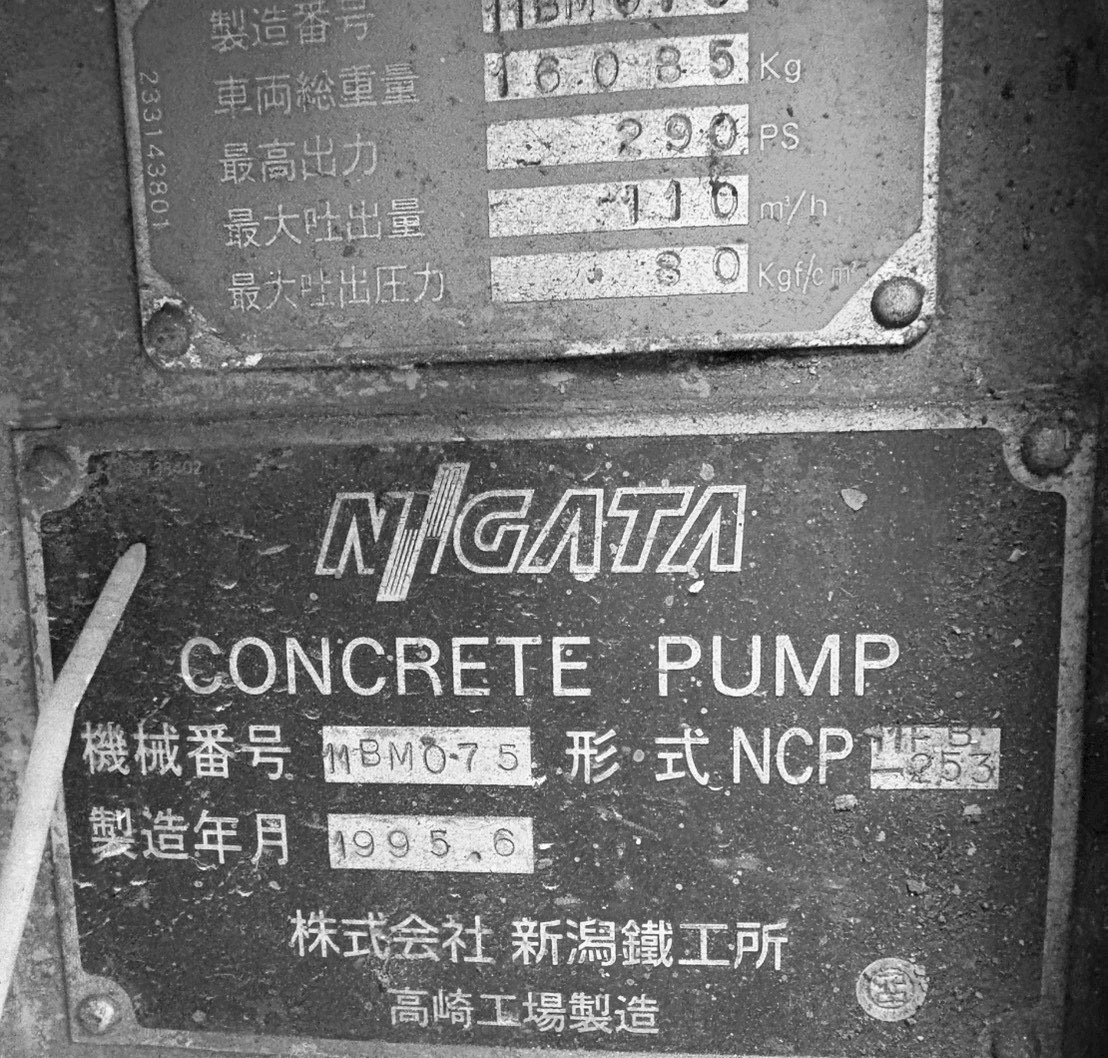 製造番号
車両総重量 16085 Kg
最高出力 290 PS
最大吐出量 110 m³/h
最大吐出圧力 80 Kgf/cm²
233143801
NIIGATA
CONCRETE PUMP
機械番号 11BM075 形式 NCP 11FB-253
製造年月 1995.6
株式会社 新潟鐵工所
高崎工場製造